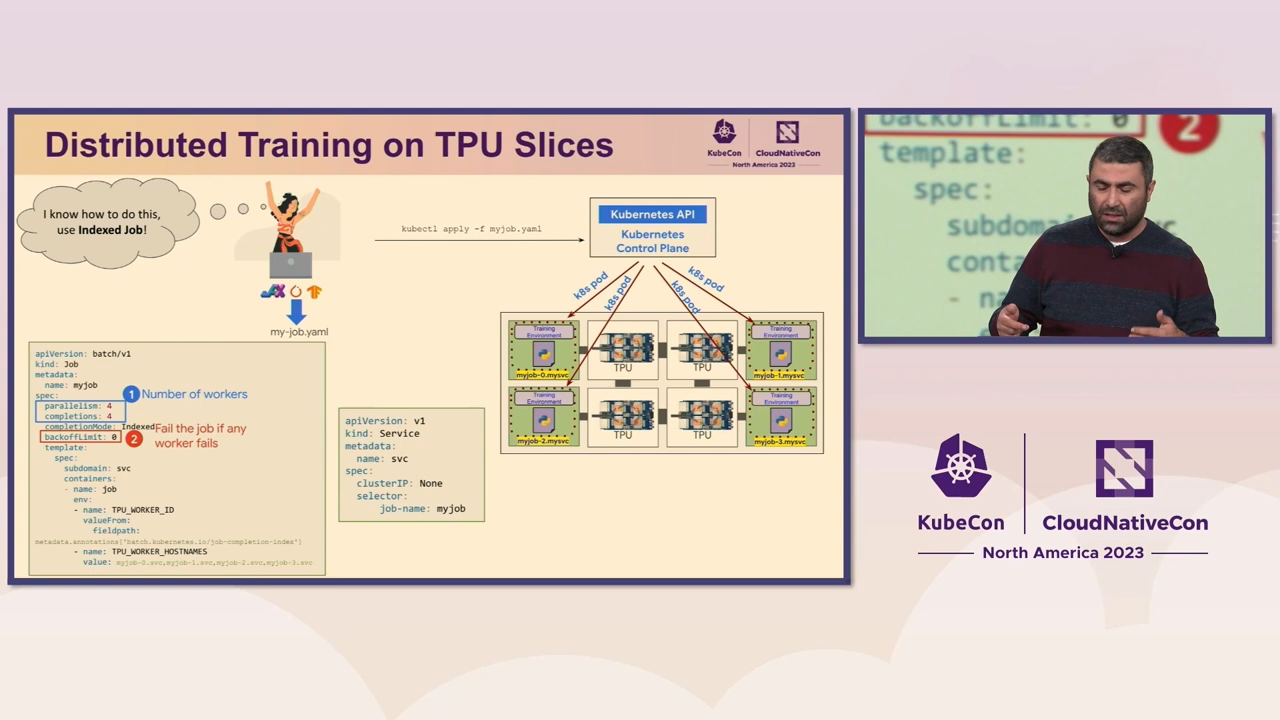 Distributed Training on TPU Slices
KubeCon
CloudNativeCon
North America 2023
I know how to do this,
use Indexed Job!
my-job.yaml
kubectl apply -f myjob.yaml
Kubernetes API
Kubernetes
Control Plane
k8s pod
k8s pod
k8s pod
k8s pod
Training
Environment
myjob-0.mysvc
TPU
TPU
Training
Environment
myjob-1.mysvc
Training
Environment
myjob-2.mysvc
TPU
TPU
Training
Environment
myjob-3.mysvc
apiVersion: batch/v1
kind: Job
metadata:
name: myjob
spec:
parallelism: 4
completions: 4
completionMode: Indexed
backoffLimit: 0
template:
spec:
subdomain: svc
containers:
- name: job
env:
- name: TPU_WORKER_ID
valueFrom:
fieldpath:
metadata.annotations["batch.kubernetes.io/job-completion-index"]
- name: TPU_WORKER_HOSTNAMES
value: myjob-0.svc,myjob-1.svc,myjob-2.svc,myjob-3.svc
1 Number of workers
2 Fail the job if any
worker fails
apiVersion: v1
kind: Service
metadata:
name: svc
spec:
clusterIP: None
selector:
job-name: myjob
backoffLimit: 0
2
template:
spec:
KubeCon
CloudNativeCon
North America 2023